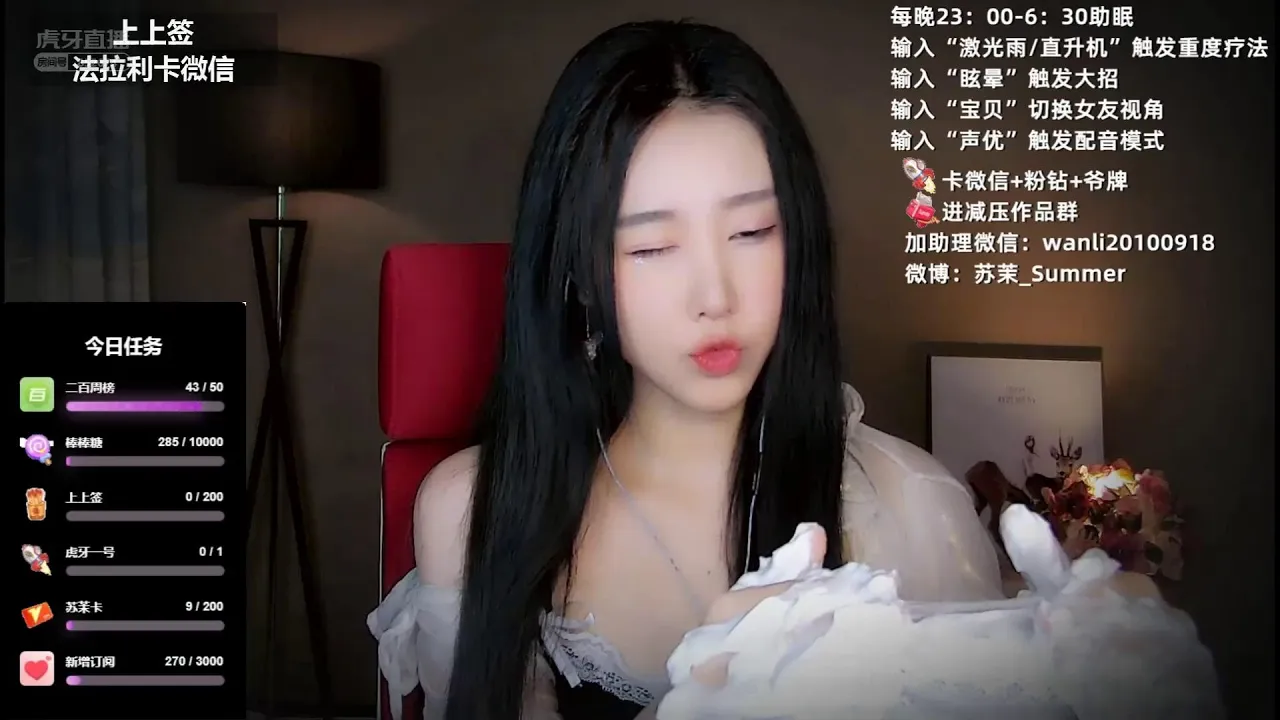 虎牙直播
上上签
房间号
法拉利卡微信
每晚23：00-6：30助眠
输入“激光雨/直升机”触发重度疗法
输入“眩晕”触发大招
输入“宝贝”切换女友视角
输入“声优”触发配音模式
卡微信+粉钻+爷牌
进减压作品群
加助理微信：wanli20100918
微博：苏茉_Summer
今日任务
二百周榜 43 / 50
棒棒糖 285 / 10000
上上签 0 / 200
虎牙一号 0 / 1
苏茉卡 9 / 200
新增订阅 270 / 3000